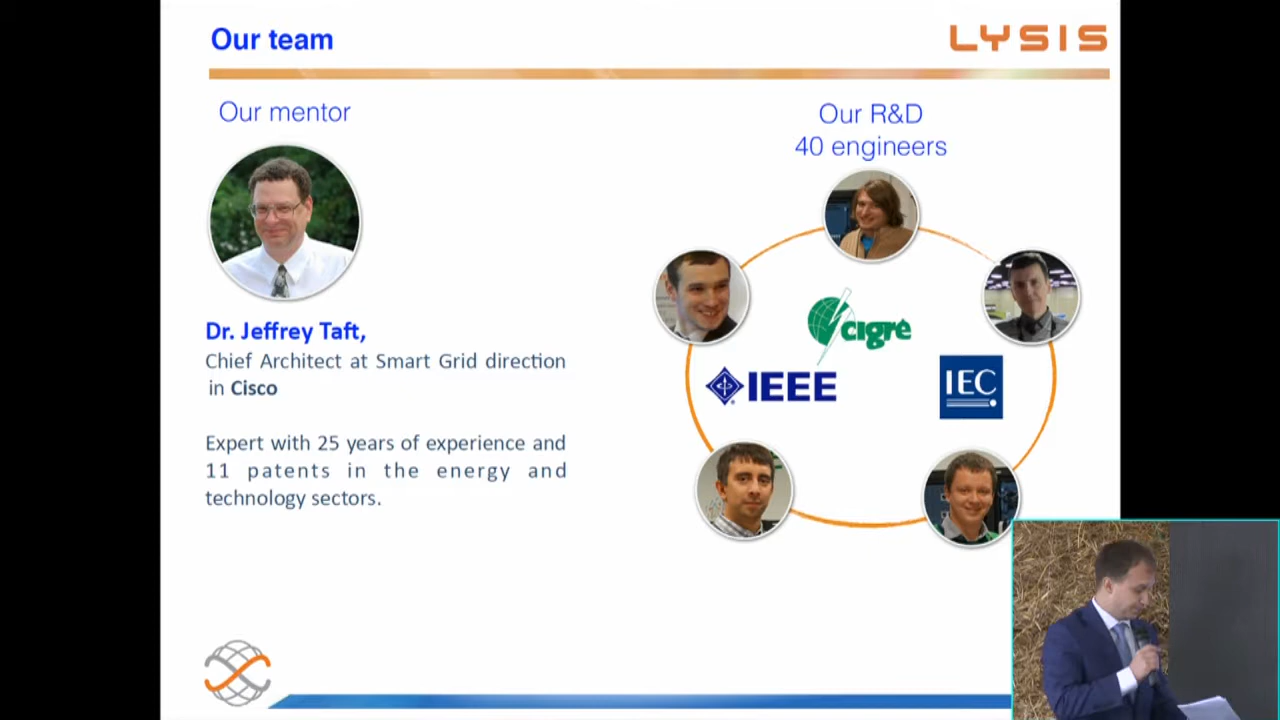 Our team
LYSIS
Our mentor
Our R&D
40 engineers
cigré
IEEE
IEC
Dr. Jeffrey Taft,
Chief Architect at Smart Grid direction
in Cisco
Expert with 25 years of experience and
11 patents in the energy and
technology sectors.